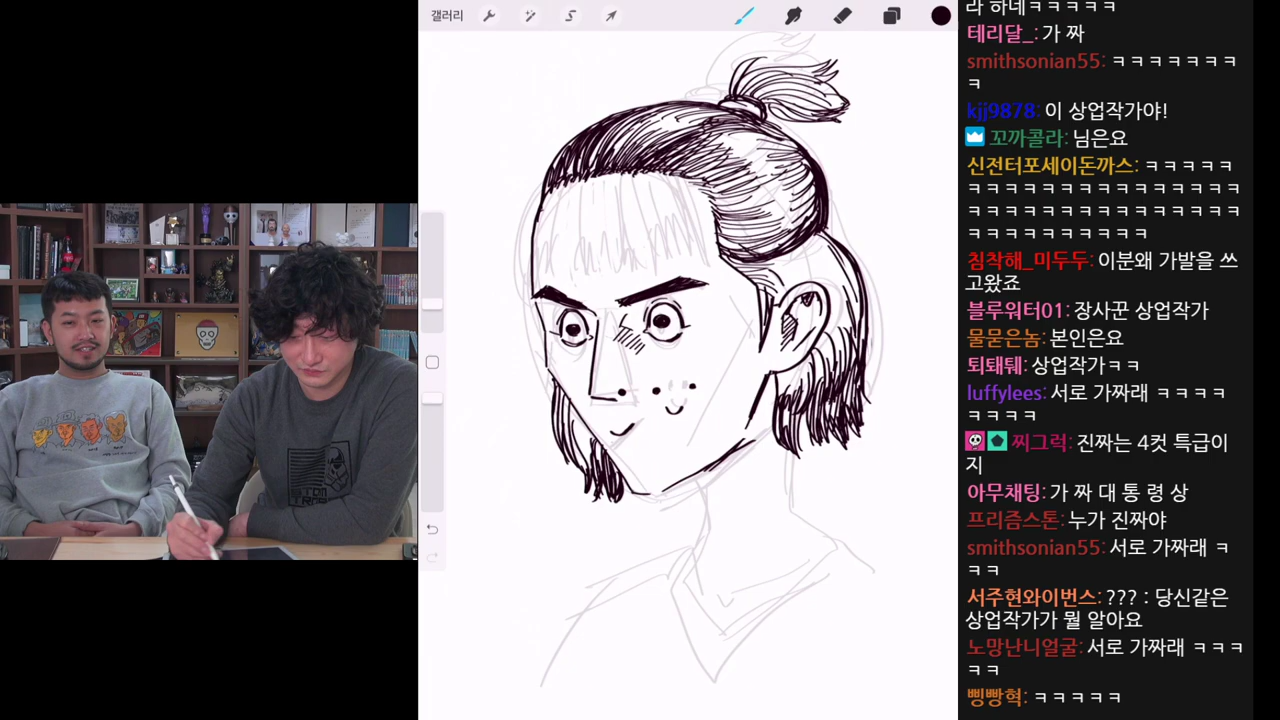 갤러리
라 하네ㅋㅋㅋㅋㅋ
테리달_: 가 짜
smithsonian55: ㅋㅋㅋㅋㅋㅋㅋ
ㅋ
kjj9878: 이 상업작가야!
꼬까콜라: 님은요
신전터포세이돈까스: ㅋㅋㅋㅋㅋ
ㅋㅋㅋㅋㅋㅋㅋㅋㅋㅋㅋㅋㅋㅋㅋ
ㅋㅋㅋㅋㅋㅋㅋㅋㅋㅋㅋㅋㅋㅋㅋ
ㅋㅋㅋㅋㅋㅋㅋㅋㅋㅋ
침착해_미두두: 이분왜 가발을 쓰
고왔죠
블루워터01: 장사꾼 상업작가
물묻은놈: 본인은요
퇴퇘퉤: 상업작가ㅋㅋ
luffylees: 서로 가짜래 ㅋㅋㅋㅋ
ㅋㅋㅋㅋ
찌그럭: 진짜는 4컷 특급이
지
아무채팅: 가 짜 대 통 령 상
프리즘스톤: 누가 진짜야
smithsonian55: 서로 가짜래 ㅋ
ㅋㅋ
서주현와이번스: ??? : 당신같은
상업작가가 뭘 알아요
노망난니얼굴: 서로 가짜래 ㅋㅋㅋ
ㅋㅋ
삥빵혁: ㅋㅋㅋㅋㅋ